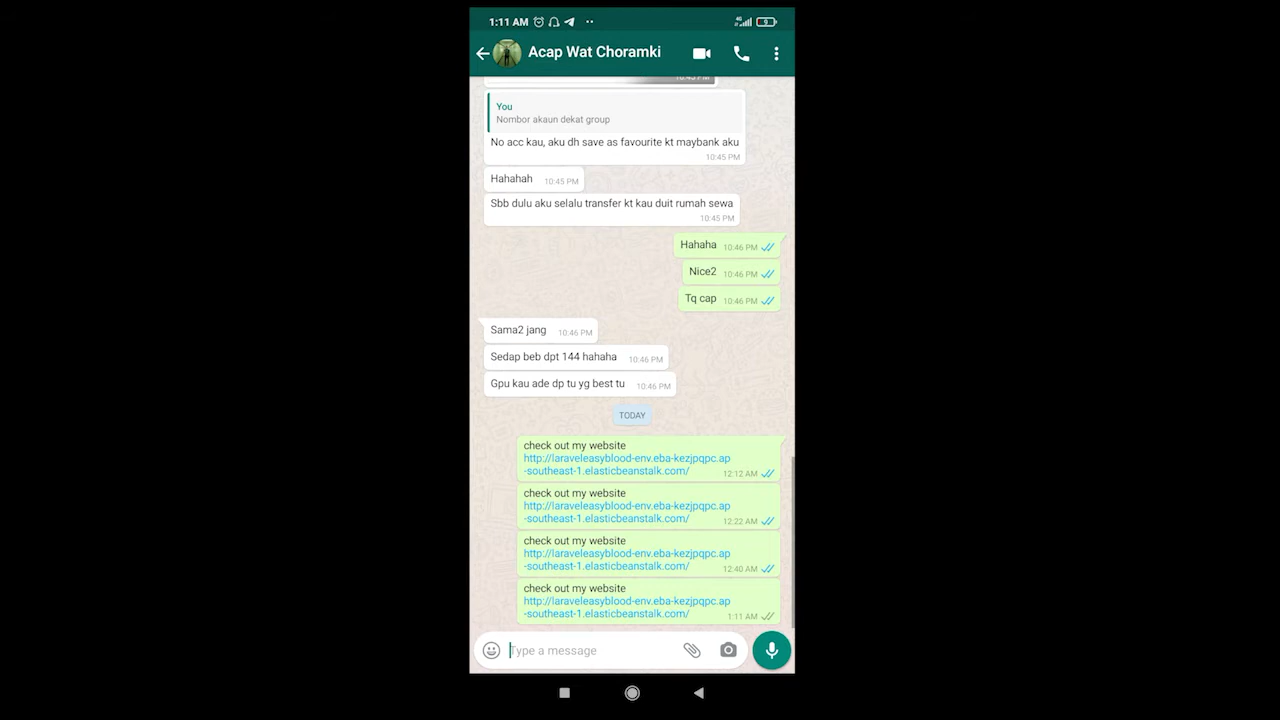 1:11 AM
4G
9
Acap Wat Choramki
10:45 PM
You
Nombor akaun dekat group
No acc kau, aku dh save as favourite kt maybank aku
10:45 PM
Hahahah 10:45 PM
Sbb dulu aku selalu transfer kt kau duit rumah sewa
10:45 PM
Hahaha 10:46 PM
Nice2 10:46 PM
Tq cap 10:46 PM
Sama2 jang 10:46 PM
Sedap beb dpt 144 hahaha 10:46 PM
Gpu kau ade dp tu yg best tu 10:46 PM
TODAY
check out my website
http://laraveleasyblood-env.eba-kezjpqpc.ap
-southeast-1.elasticbeanstalk.com/
12:12 AM
check out my website
http://laraveleasyblood-env.eba-kezjpqpc.ap
-southeast-1.elasticbeanstalk.com/
12:22 AM
check out my website
http://laraveleasyblood-env.eba-kezjpqpc.ap
-southeast-1.elasticbeanstalk.com/
12:40 AM
check out my website
http://laraveleasyblood-env.eba-kezjpqpc.ap
-southeast-1.elasticbeanstalk.com/
1:11 AM
Type a message